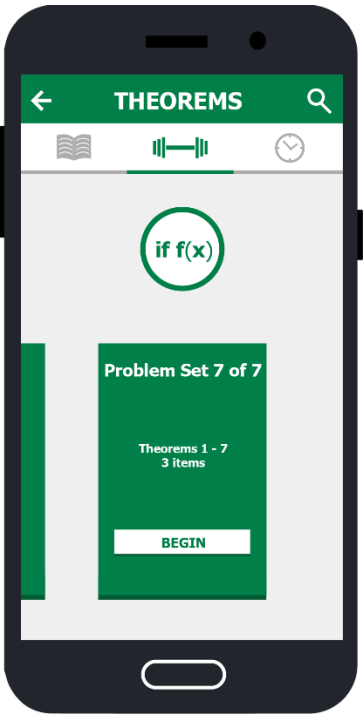 THEOREMS
if f(x)
Problem Set 7 of 7
Theorems 1 - 7
3 items
BEGIN